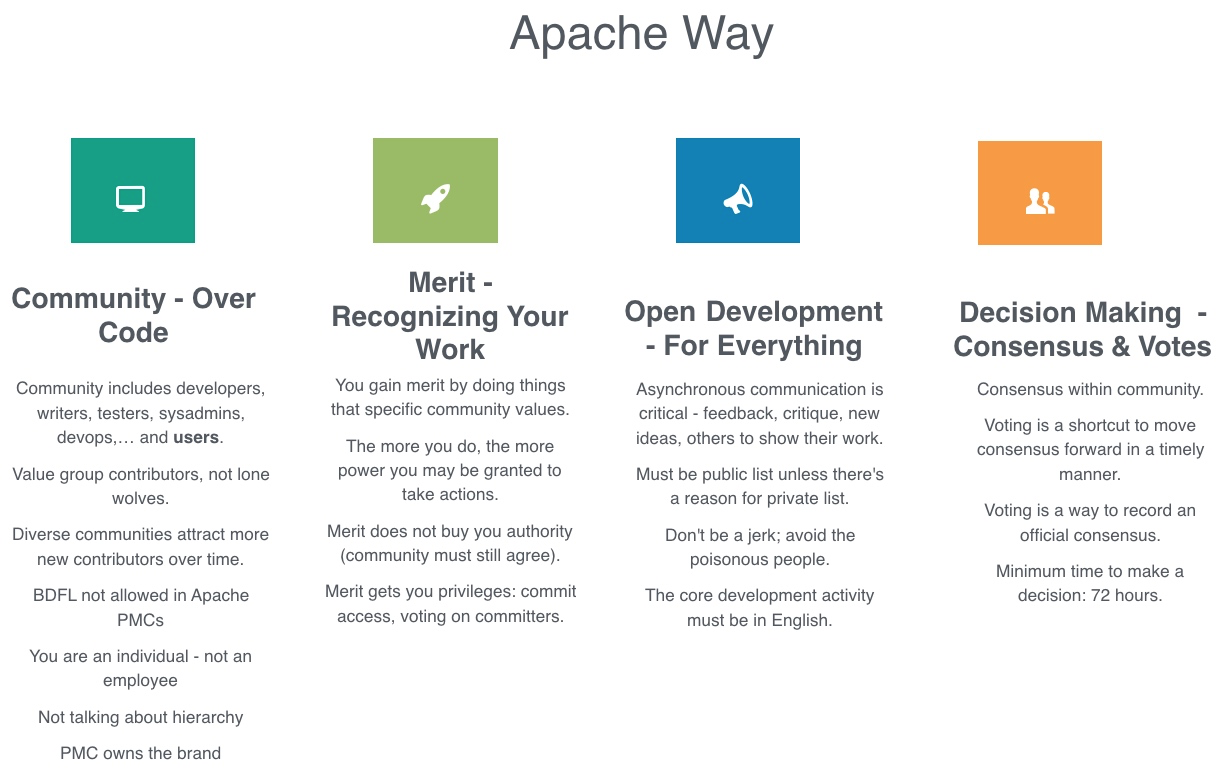 Apache Way
Community - Over
Code
Community includes developers,
writers, testers, sysadmins,
devops,… and users.
Value group contributors, not lone
wolves.
Diverse communities attract more
new contributors over time.
BDFL not allowed in Apache
PMCs
You are an individual - not an
employee
Not talking about hierarchy
PMC owns the brand
Merit -
Recognizing Your
Work
You gain merit by doing things
that specific community values.
The more you do, the more
power you may be granted to
take actions.
Merit does not buy you authority
(community must still agree).
Merit gets you privileges: commit
access, voting on committers.
Open Development
- For Everything
Asynchronous communication is
critical - feedback, critique, new
ideas, others to show their work.
Must be public list unless there's
a reason for private list.
Don't be a jerk; avoid the
poisonous people.
The core development activity
must be in English.
Decision Making  -
Consensus & Votes
Consensus within community.
Voting is a shortcut to move
consensus forward in a timely
manner.
Voting is a way to record an
official consensus.
Minimum time to make a
decision: 72 hours.